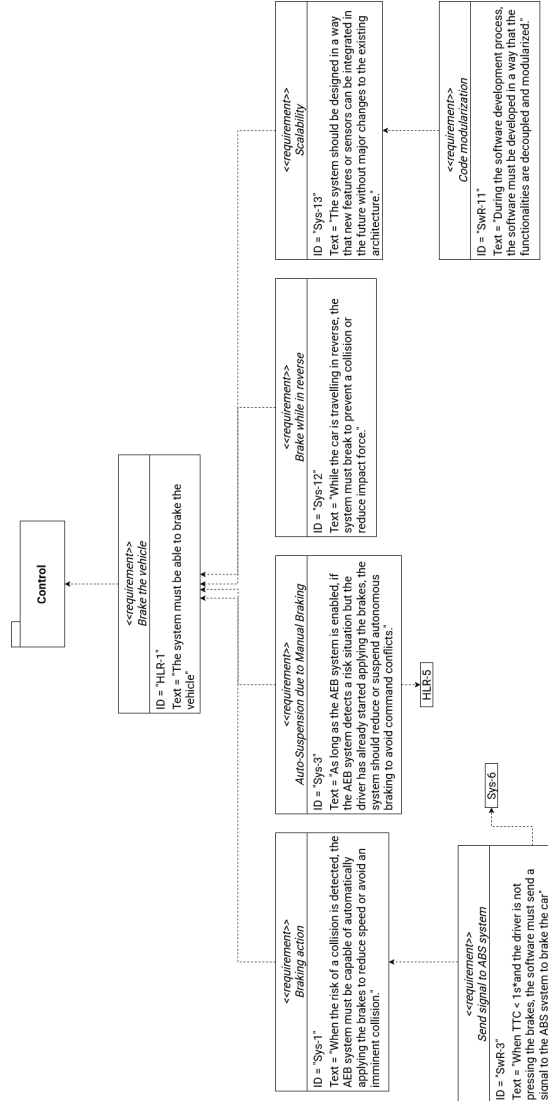 Control
<<requirement>>
Brake the vehicle
ID = "HLR-1"
Text = "The system must be able to brake the
vehicle"
<<requirement>>
Braking action
ID = "Sys-1"
Text = "When the risk of a collision is detected, the
AEB system must be capable of automatically
applying the brakes to reduce speed or avoid an
imminent collision."
<<requirement>>
Auto-Suspension due to Manual Braking
ID = "Sys-3"
Text = "As long as the AEB system is enabled, if
the AEB system detects a risk situation but the
driver has already started applying the brakes, the
system should reduce or suspend autonomous
braking to avoid command conflicts."
<<requirement>>
Brake while in reverse
ID = "Sys-12"
Text = "While the car is travelling in reverse, the
system must break to prevent a collision or
reduce impact force."
<<requirement>>
Scalability
ID = "Sys-13"
Text = "The system should be designed in a way
that new features or sensors can be integrated in
the future without major changes to the existing
architecture."
HLR-5
Sys-6
<<requirement>>
Send signal to ABS system
ID = "SwR-3"
Text = "When TTC < 1s*and the driver is not
pressing the brakes, the software must send a
signal to the ABS system to brake the car"
<<requirement>>
Code modularization
ID = "SwR-11"
Text = "During the software development process,
the software must be developed in a way that the
functionalities are decoupled and modularized."